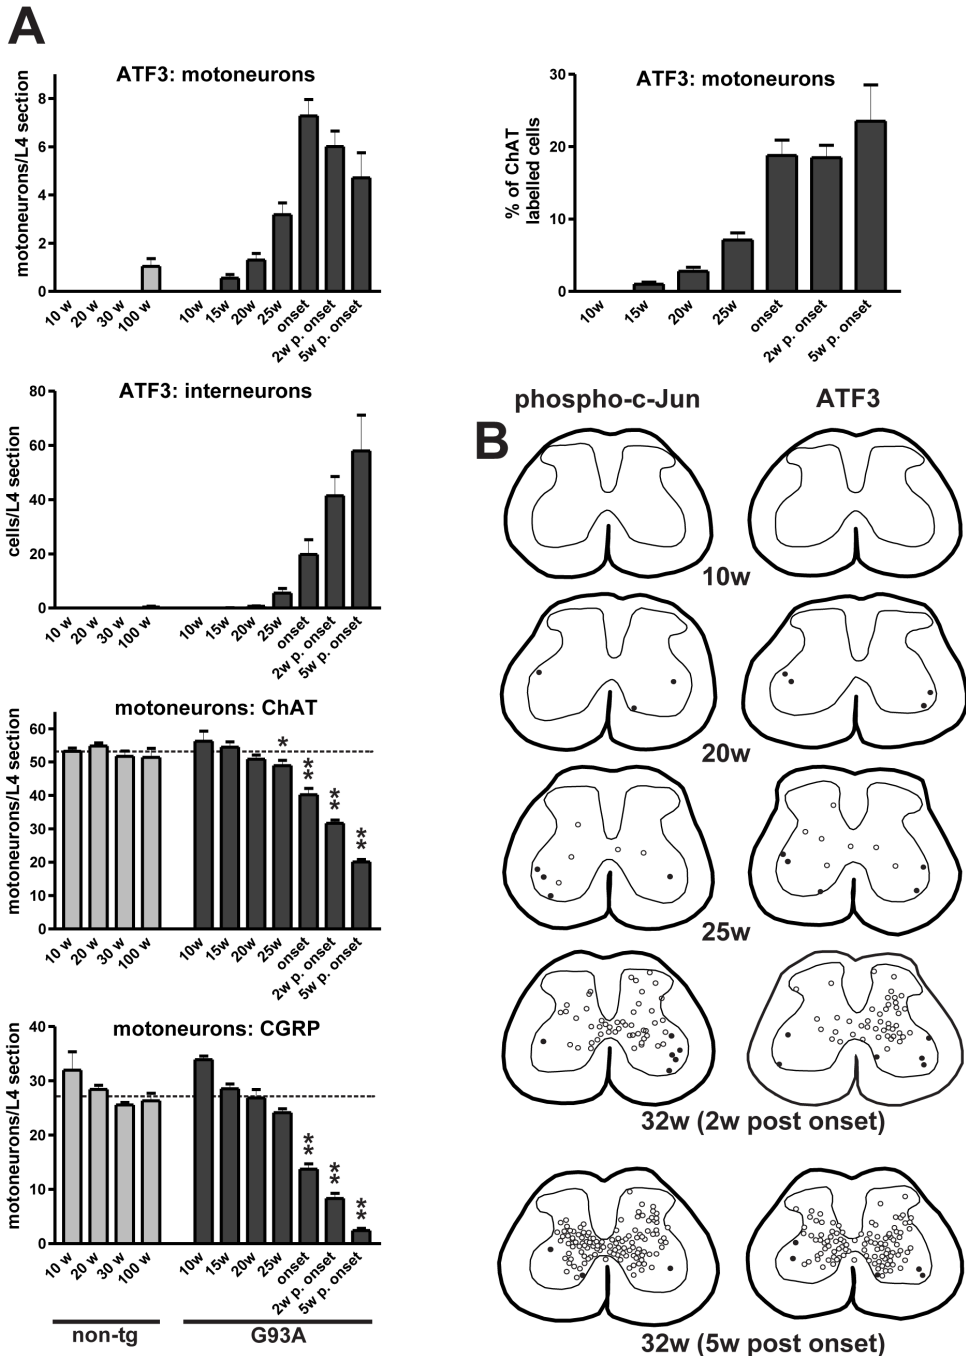 A
ATF3: motoneurons
motoneurons/L4 section
8
6
4
2
0
10 w
20 w
30 w
100 w
10w
15w
20w
25w
onset
2w p. onset
5w p. onset
ATF3: motoneurons
% of ChAT
labelled cells
30
20
10
0
10w
15w
20w
25w
onset
2w p. onset
5w p. onset
ATF3: interneurons
cells/L4 section
80
60
40
20
0
10 w
20 w
30 w
100 w
10w
15w
20w
25w
onset
2w p. onset
5w p. onset
motoneurons: ChAT
motoneurons/L4 section
60
50
40
30
20
10
0
*
**
**
**
10 w
20 w
30 w
100 w
10w
15w
20w
25w
onset
2w p. onset
5w p. onset
motoneurons: CGRP
motoneurons/L4 section
40
30
20
10
0
**
**
**
10 w
20 w
30 w
100 w
10w
15w
20w
25w
onset
2w p. onset
5w p. onset
non-tg
G93A
B
phospho-c-Jun
ATF3
10w
20w
25w
32w (2w post onset)
32w (5w post onset)